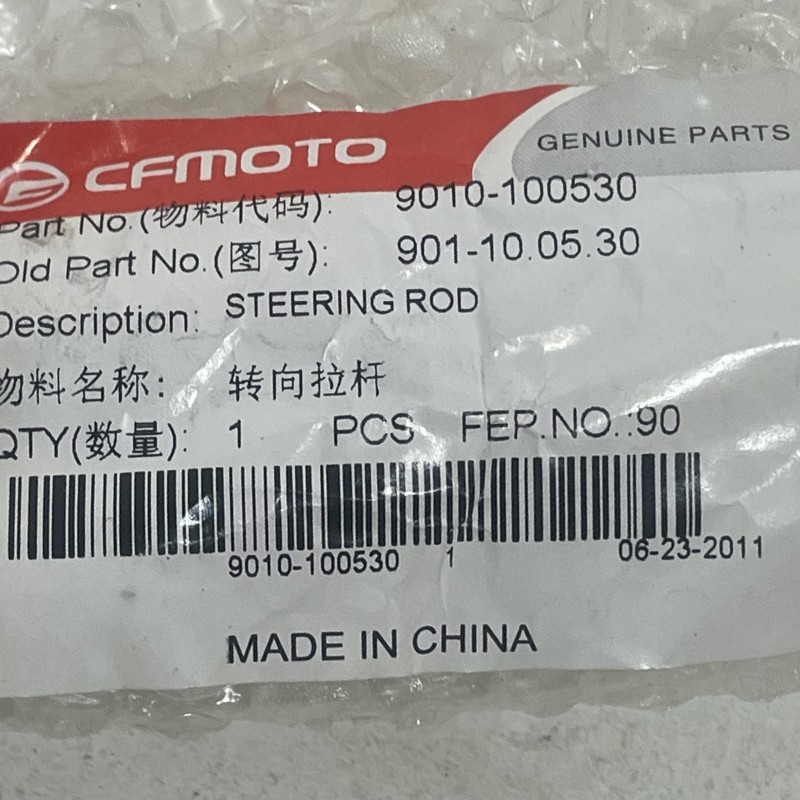 CFMOTO
GENUINE PARTS
Part No.(物料代码): 9010-100530
Old Part No.(图号): 901-10.05.30
Description: STEERING ROD
物料名称: 转向拉杆
QTY(数量): 1 PCS FEP.NO.:90
9010-100530 1 06-23-2011
MADE IN CHINA